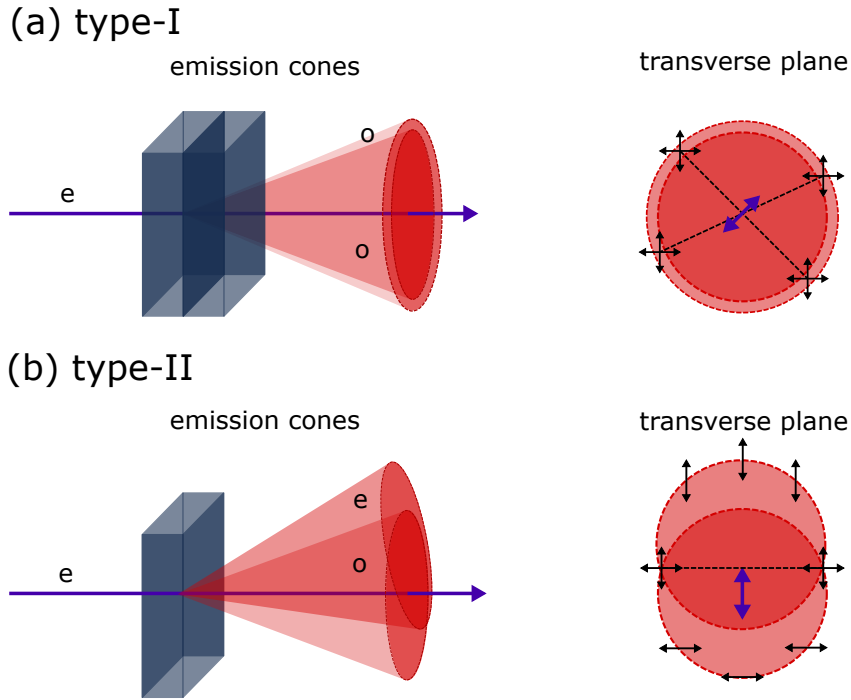 (a) type-I
emission cones
transverse plane
o
e
o
(b) type-II
emission cones
transverse plane
e
o
e